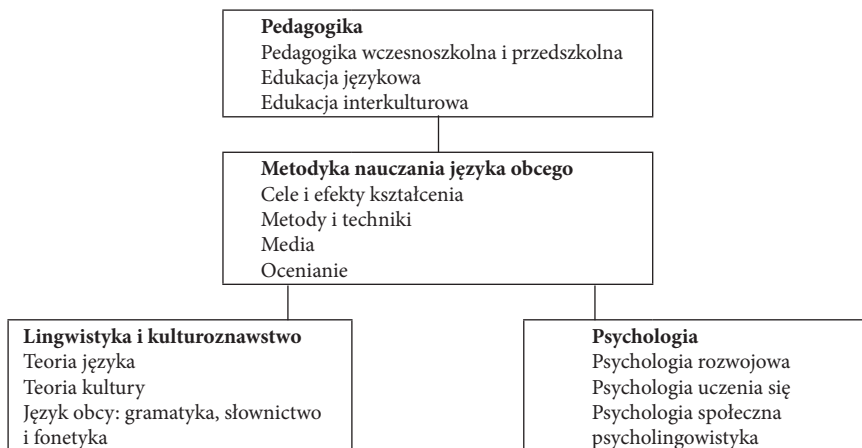 Pedagogika
Pedagogika wczesnoszkolna i przedszkolna
Edukacja językowa
Edukacja interkulturowa
Metodyka nauczania języka obcego
Cele i efekty kształcenia
Metody i techniki
Media
Ocenianie
Lingwistyka i kulturoznawstwo
Teoria języka
Teoria kultury
Język obcy: gramatyka, słownictwo
i fonetyka
Psychologia
Psychologia rozwojowa
Psychologia uczenia się
Psychologia społeczna
psycholingowistyka